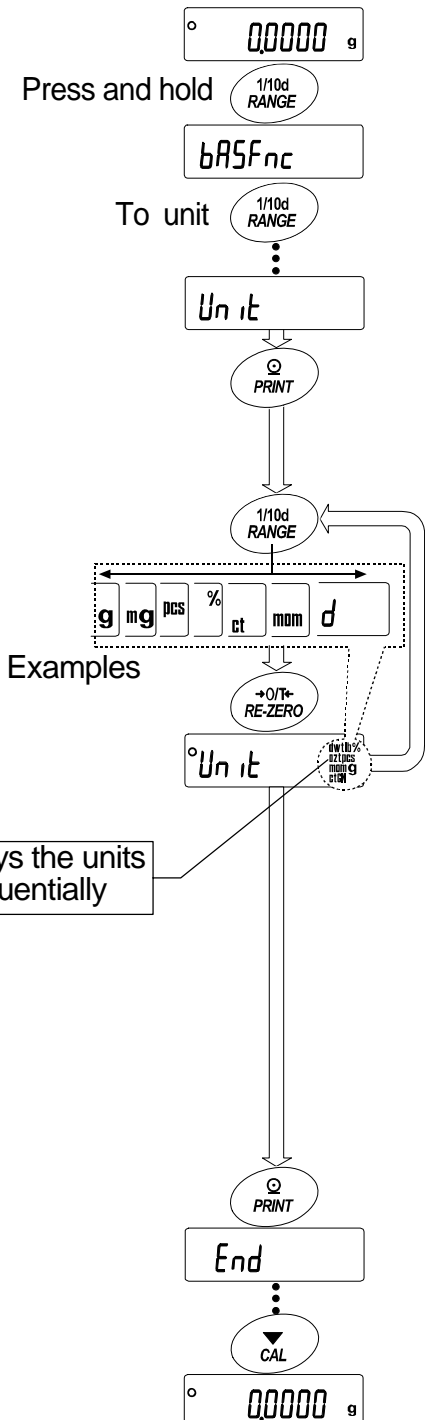 0.0000 g
Press and hold
1/10d
RANGE
bASFnc
To unit
1/10d
RANGE
Unit
PRINT
1/10d
RANGE
g mg pcs % ct mom d
Examples
→0/T←
RE-ZERO
Unit
dwt lb %
ozt pcs
mom g
ct GN
ys the units
uentially
PRINT
End
CAL
0.0000 g